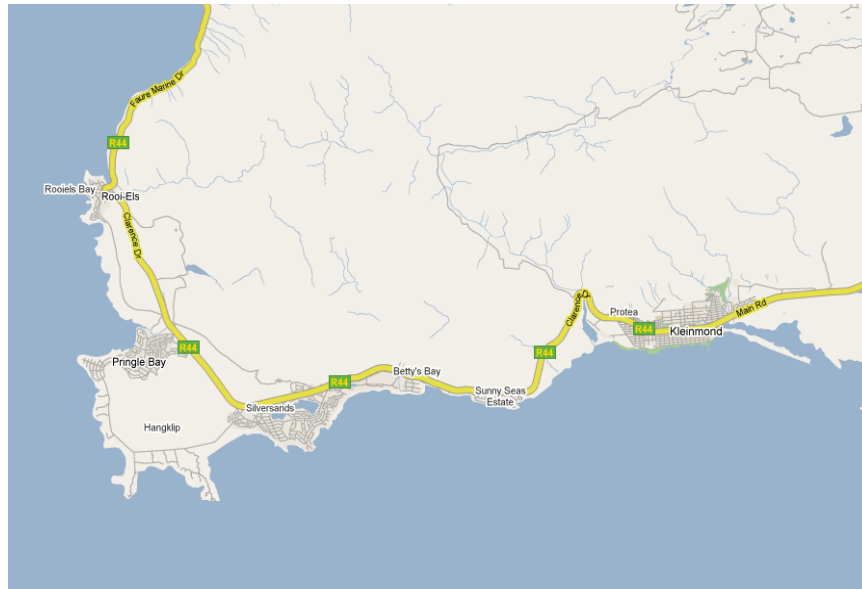 Faure Marine Dr
R44
Rooiels Bay
Rooi-Els
Clarence Dr
Clarence Dr
Protea
Main Rd
R44
Kleinmond
R44
Pringle Bay
R44
Betty's Bay
R44
Sunny Seas
Estate
Silversands
Hangklip